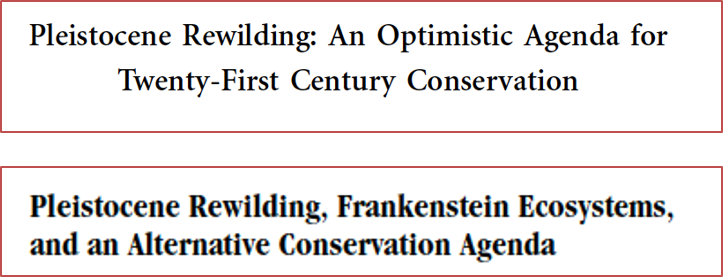 Pleistocene Rewilding: An Optimistic Agenda for
Twenty-First Century Conservation
Pleistocene Rewilding, Frankenstein Ecosystems,
and an Alternative Conservation Agenda